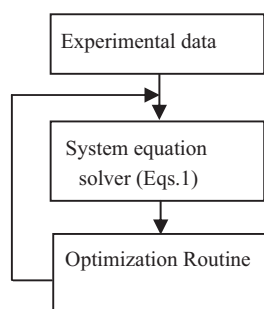 Experimental data
System equation
solver (Eqs.1)
Optimization Routine